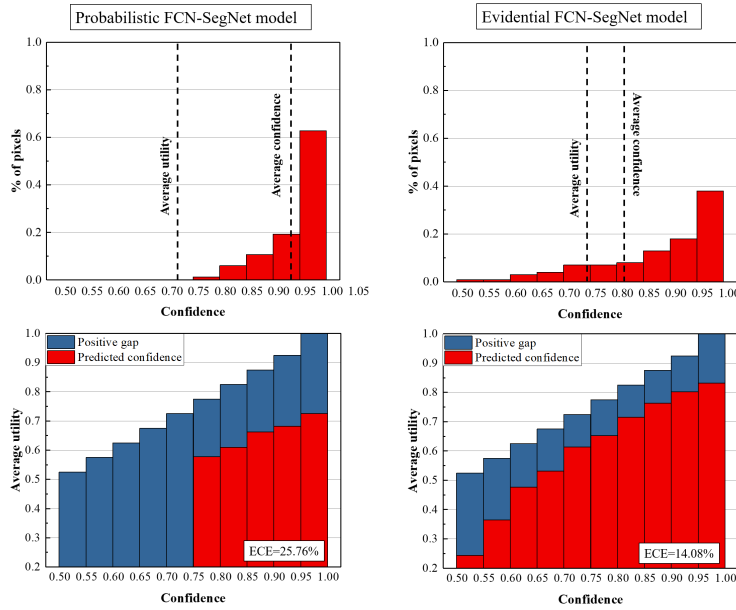 Probabilistic FCN-SegNet model
Evidential FCN-SegNet model
1.0
0.8
0.6
0.4
0.2
0.0
% of pixels
Average utility
Average confidence
0.50 0.55 0.60 0.65 0.70 0.75 0.80 0.85 0.90 0.95 1.00 1.05
Confidence
1.0
0.8
0.6
0.4
0.2
0.0
% of pixels
Average utility
Average confidence
0.50 0.55 0.60 0.65 0.70 0.75 0.80 0.85 0.90 0.95 1.00
Confidence
1.0
0.9
0.8
0.7
0.6
0.5
0.4
0.3
0.2
Average utility
Positive gap
Predicted confidence
ECE=25.76%
0.50 0.55 0.60 0.65 0.70 0.75 0.80 0.85 0.90 0.95 1.00
Confidence
1.0
0.9
0.8
0.7
0.6
0.5
0.4
0.3
0.2
Average utility
Positive gap
Predicted confidence
ECE=14.08%
0.50 0.55 0.60 0.65 0.70 0.75 0.80 0.85 0.90 0.95 1.00
Confidence